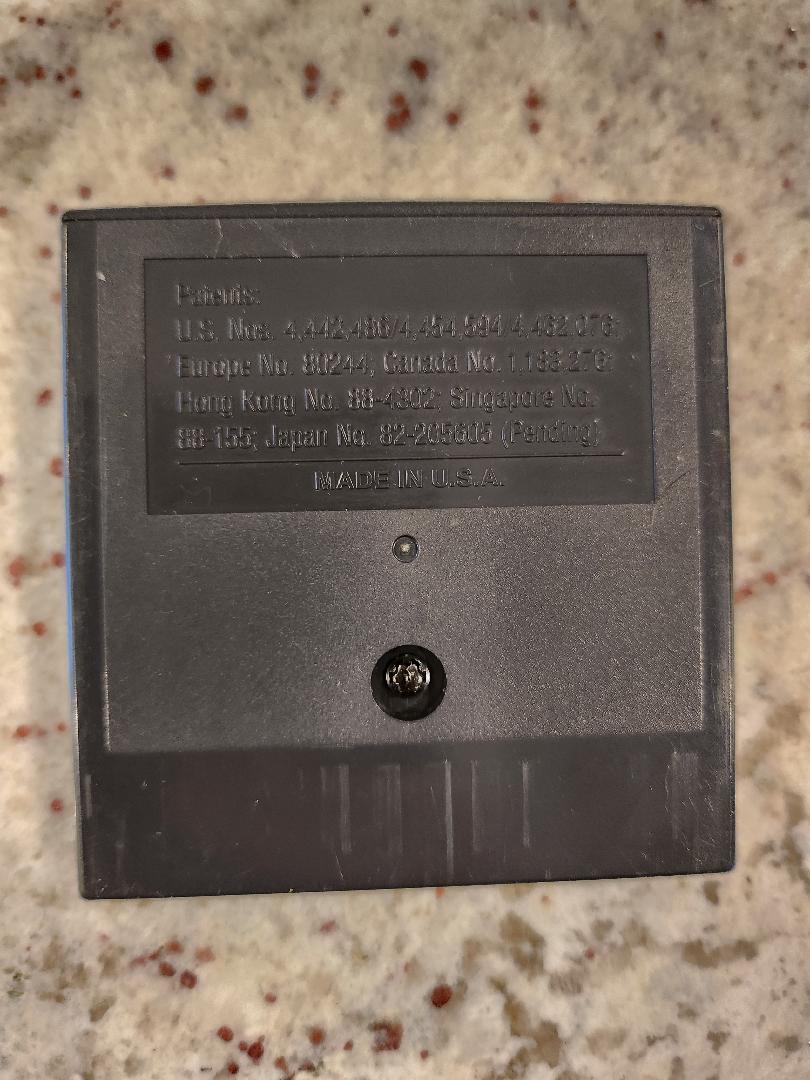 Patents:
U.S. Nos. 4,442,486/4,454,594/4,462,076;
Europe No. 80244; Canada No. 1,183,276;
Hong Kong No. 88-4302; Singapore No.
88-155; Japan No. 82-205605 (Pending)
MADE IN U.S.A.